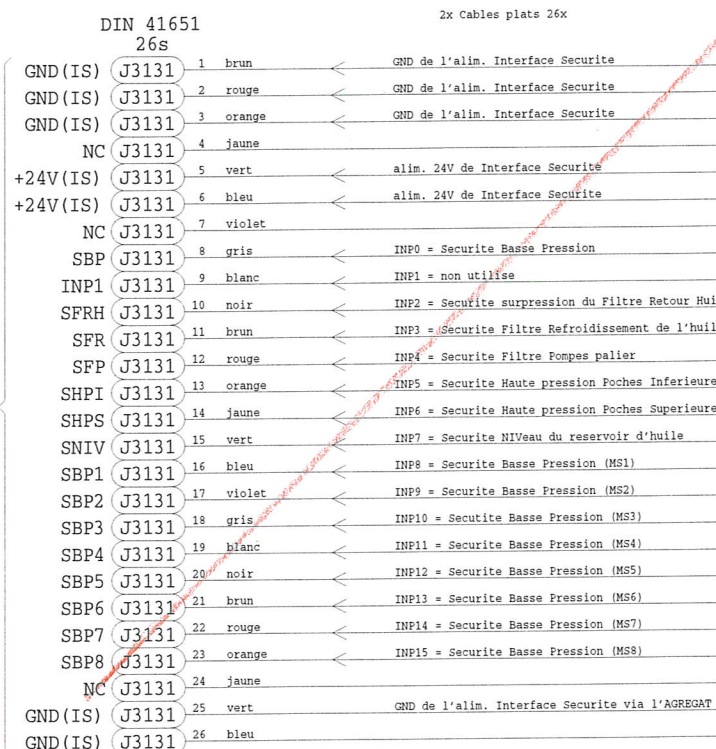 DIN 41651
26s
2x Cables plats 26x
GND(IS) J3131 1 brun GND de l'alim. Interface Securite
GND(IS) J3131 2 rouge GND de l'alim. Interface Securite
GND(IS) J3131 3 orange GND de l'alim. Interface Securite
NC J3131 4 jaune
+24V(IS) J3131 5 vert alim. 24V de Interface Securite
+24V(IS) J3131 6 bleu alim. 24V de Interface Securite
NC J3131 7 violet
SBP J3131 8 gris INP0 = Securite Basse Pression
INP1 J3131 9 blanc INP1 = non utilise
SFRH J3131 10 noir INP2 = Securite surpression du Filtre Retour Hui
SFR J3131 11 brun INP3 = Securite Filtre Refroidissement de l'huil
SFP J3131 12 rouge INP4 = Securite Filtre Pompes palier
SHPI J3131 13 orange INP5 = Securite Haute pression Poches Inferieure
SHPS J3131 14 jaune INP6 = Securite Haute pression Poches Superieure
SNIV J3131 15 vert INP7 = Securite NIVeau du reservoir d'huile
SBP1 J3131 16 bleu INP8 = Securite Basse Pression (MS1)
SBP2 J3131 17 violet INP9 = Securite Basse Pression (MS2)
SBP3 J3131 18 gris INP10 = Secutite Basse Pression (MS3)
SBP4 J3131 19 blanc INP11 = Securite Basse Pression (MS4)
SBP5 J3131 20 noir INP12 = Securite Basse Pression (MS5)
SBP6 J3131 21 brun INP13 = Securite Basse Pression (MS6)
SBP7 J3131 22 rouge INP14 = Securite Basse Pression (MS7)
SBP8 J3131 23 orange INP15 = Securite Basse Pression (MS8)
NC J3131 24 jaune
GND(IS) J3131 25 vert GND de l'alim. Interface Securite via l'AGREGAT
GND(IS) J3131 26 bleu